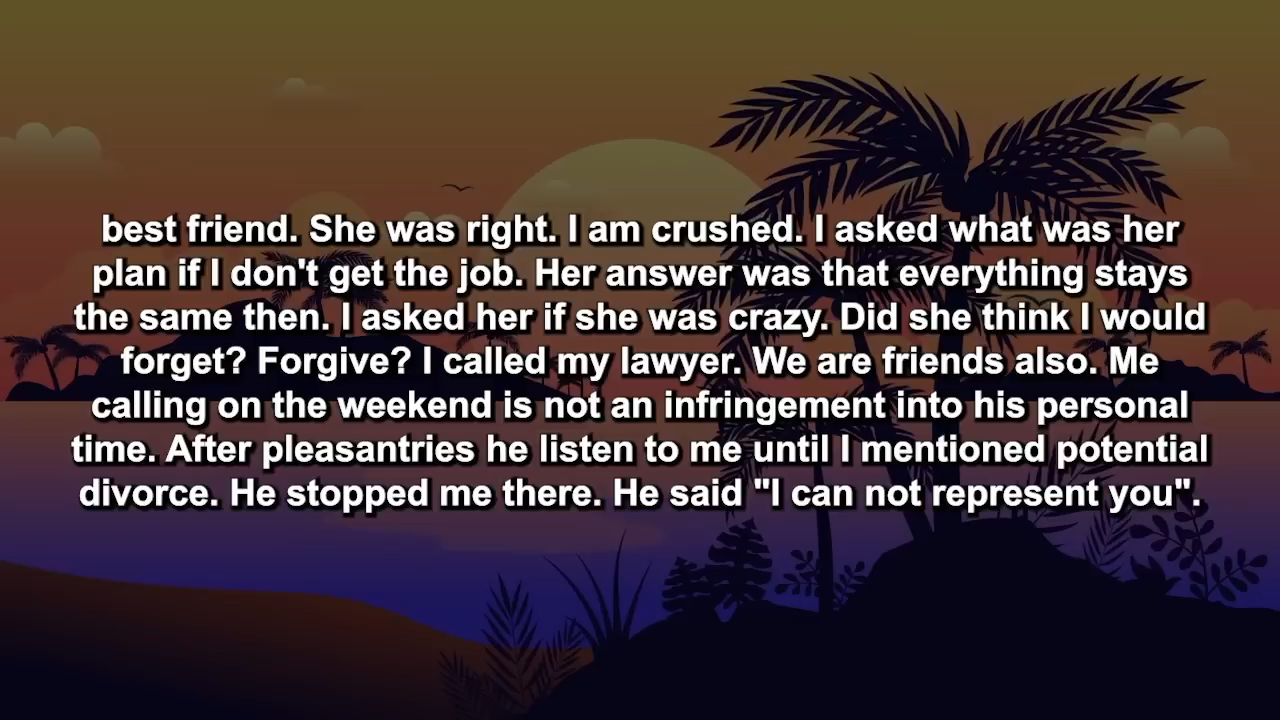 best friend. She was right. I am crushed. I asked what was her
plan if I don't get the job. Her answer was that everything stays
the same then. I asked her if she was crazy. Did she think I would
forget? Forgive? I called my lawyer. We are friends also. Me
calling on the weekend is not an infringement into his personal
time. After pleasantries he listen to me until I mentioned potential
divorce. He stopped me there. He said "I can not represent you".